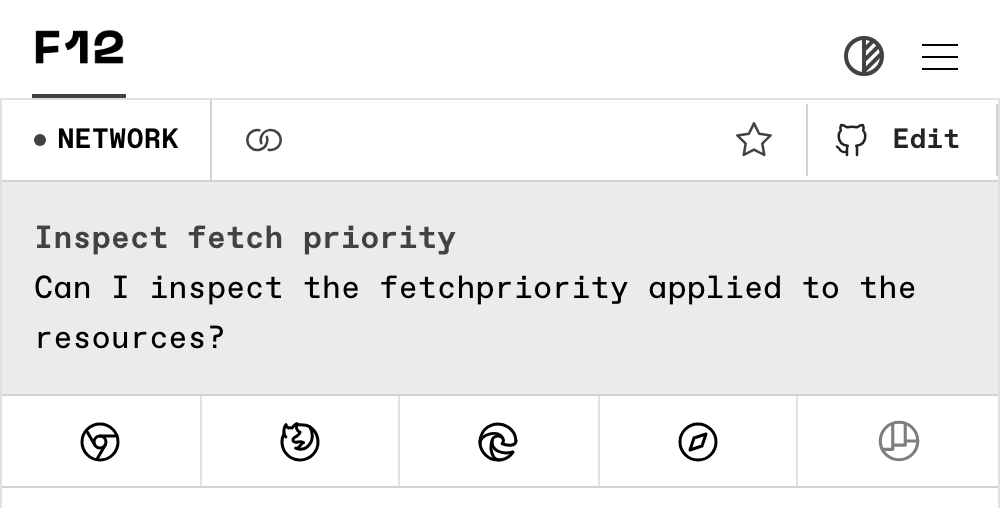 F12
NETWORK
Edit
Inspect fetch priority
Can I inspect the fetchpriority applied to the
resources?